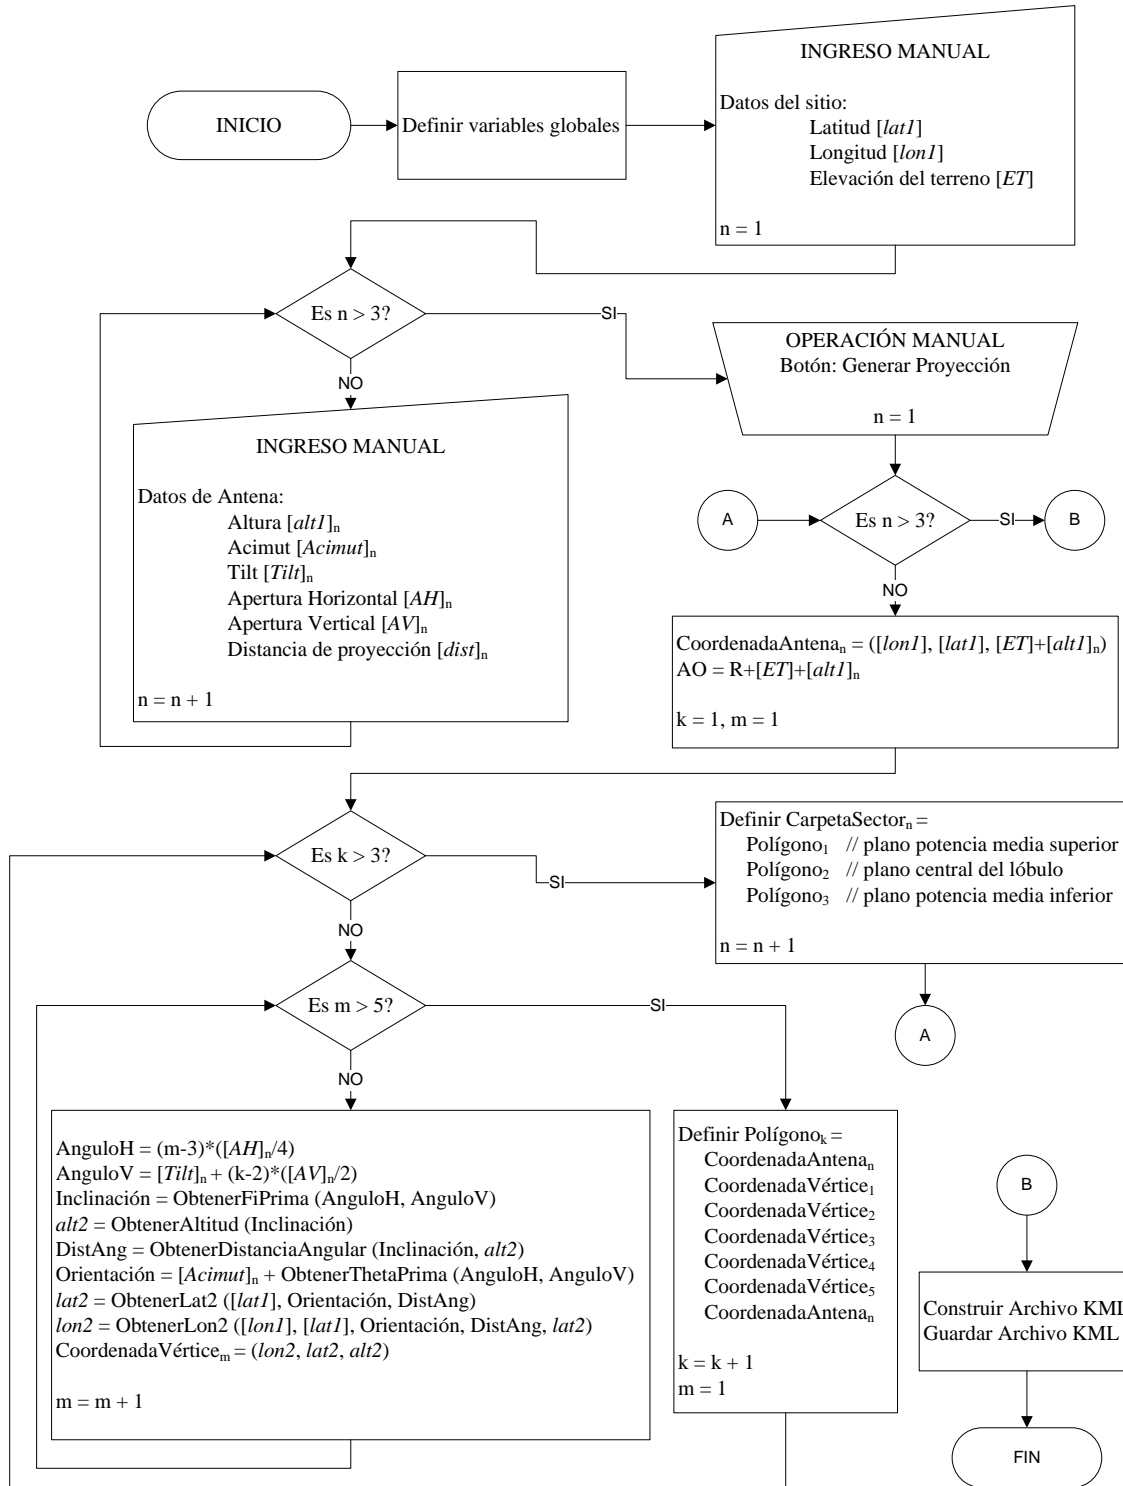 INICIO
Definir variables globales
INGRESO MANUAL
Datos del sitio:
Latitud [lat1]
Longitud [lon1]
Elevación del terreno [ET]
n = 1
Es n > 3?
SI
NO
OPERACIÓN MANUAL
Botón: Generar Proyección
n = 1
INGRESO MANUAL
Datos de Antena:
Altura [alt1]n
Acimut [Acimut]n
Tilt [Tilt]n
Apertura Horizontal [AH]n
Apertura Vertical [AV]n
Distancia de proyección [dist]n
n = n + 1
A
Es n > 3?
SI
B
NO
CoordenadaAntenan = ([lon1], [lat1], [ET]+[alt1]n)
AO = R+[ET]+[alt1]n
k = 1, m = 1
Es k > 3?
SI
NO
Definir CarpetaSectorn =
Polígono1 // plano potencia media superior
Polígono2 // plano central del lóbulo
Polígono3 // plano potencia media inferior
n = n + 1
A
Es m > 5?
SI
NO
AnguloH = (m-3)*([AH]n/4)
AnguloV = [Tilt]n + (k-2)*([AV]n/2)
Inclinación = ObtenerFiPrima (AnguloH, AnguloV)
alt2 = ObtenerAltitud (Inclinación)
DistAng = ObtenerDistanciaAngular (Inclinación, alt2)
Orientación = [Acimut]n + ObtenerThetaPrima (AnguloH, AnguloV)
lat2 = ObtenerLat2 ([lat1], Orientación, DistAng)
lon2 = ObtenerLon2 ([lon1], [lat1], Orientación, DistAng, lat2)
CoordenadaVérticem = (lon2, lat2, alt2)
m = m + 1
Definir Polígonok =
CoordenadaAntenan
CoordenadaVértice1
CoordenadaVértice2
CoordenadaVértice3
CoordenadaVértice4
CoordenadaVértice5
CoordenadaAntenan
k = k + 1
m = 1
B
Construir Archivo KML
Guardar Archivo KML
FIN